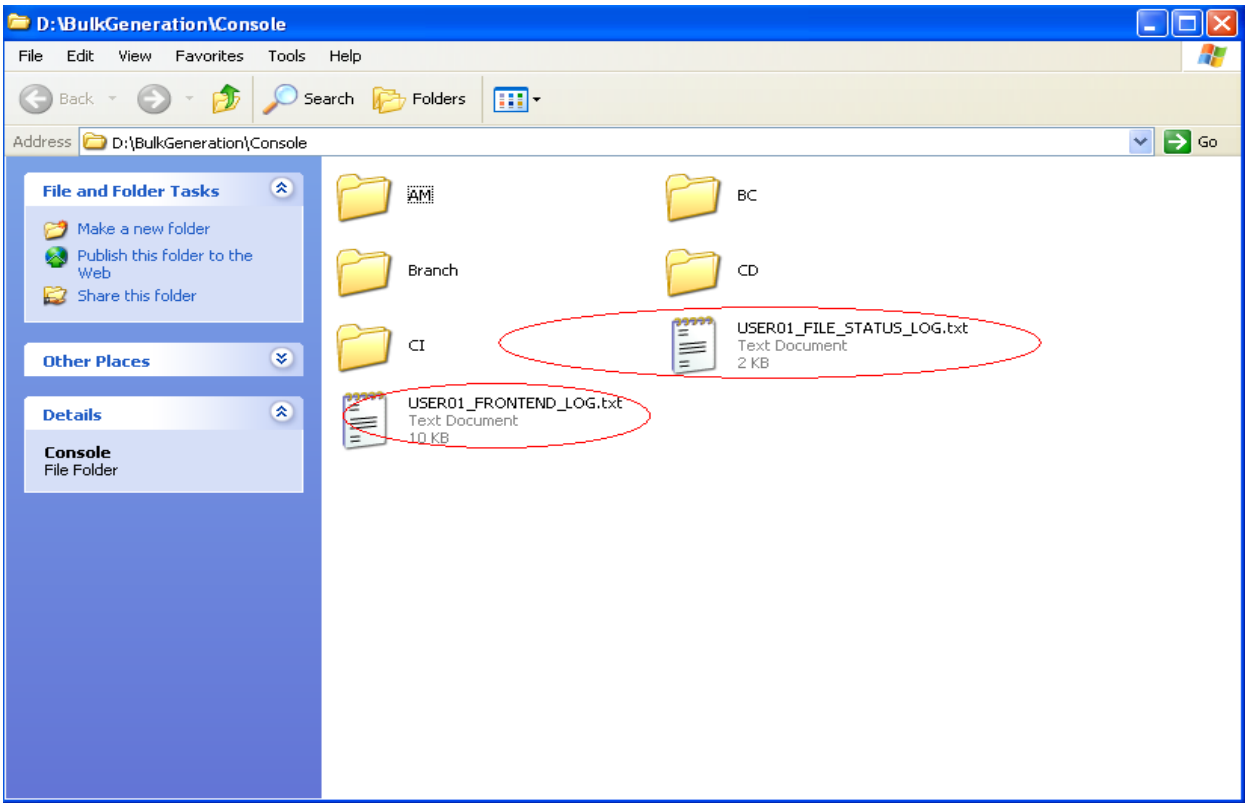 D:\BulkGeneration\Console
File Edit View Favorites Tools Help
Back Search Folders
Address D:\BulkGeneration\Console Go
File and Folder Tasks
Make a new folder
Publish this folder to the
Web
Share this folder
Other Places
Details
Console
File Folder
AM
BC
Branch
CD
CI
USER01_FILE_STATUS_LOG.txt
Text Document
2 KB
USER01_FRONTEND_LOG.txt
Text Document
10 KB